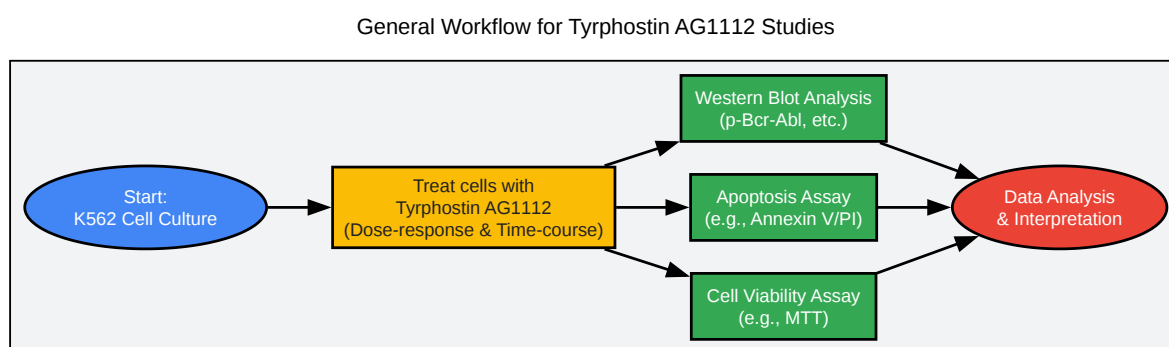 General Workflow for Tyrphostin AG1112 Studies
Start:
K562 Cell Culture
Treat cells with
Tyrphostin AG1112
(Dose-response & Time-course)
Western Blot Analysis
(p-Bcr-Abl, etc.)
Apoptosis Assay
(e.g., Annexin V/PI)
Cell Viability Assay
(e.g., MTT)
Data Analysis
& Interpretation